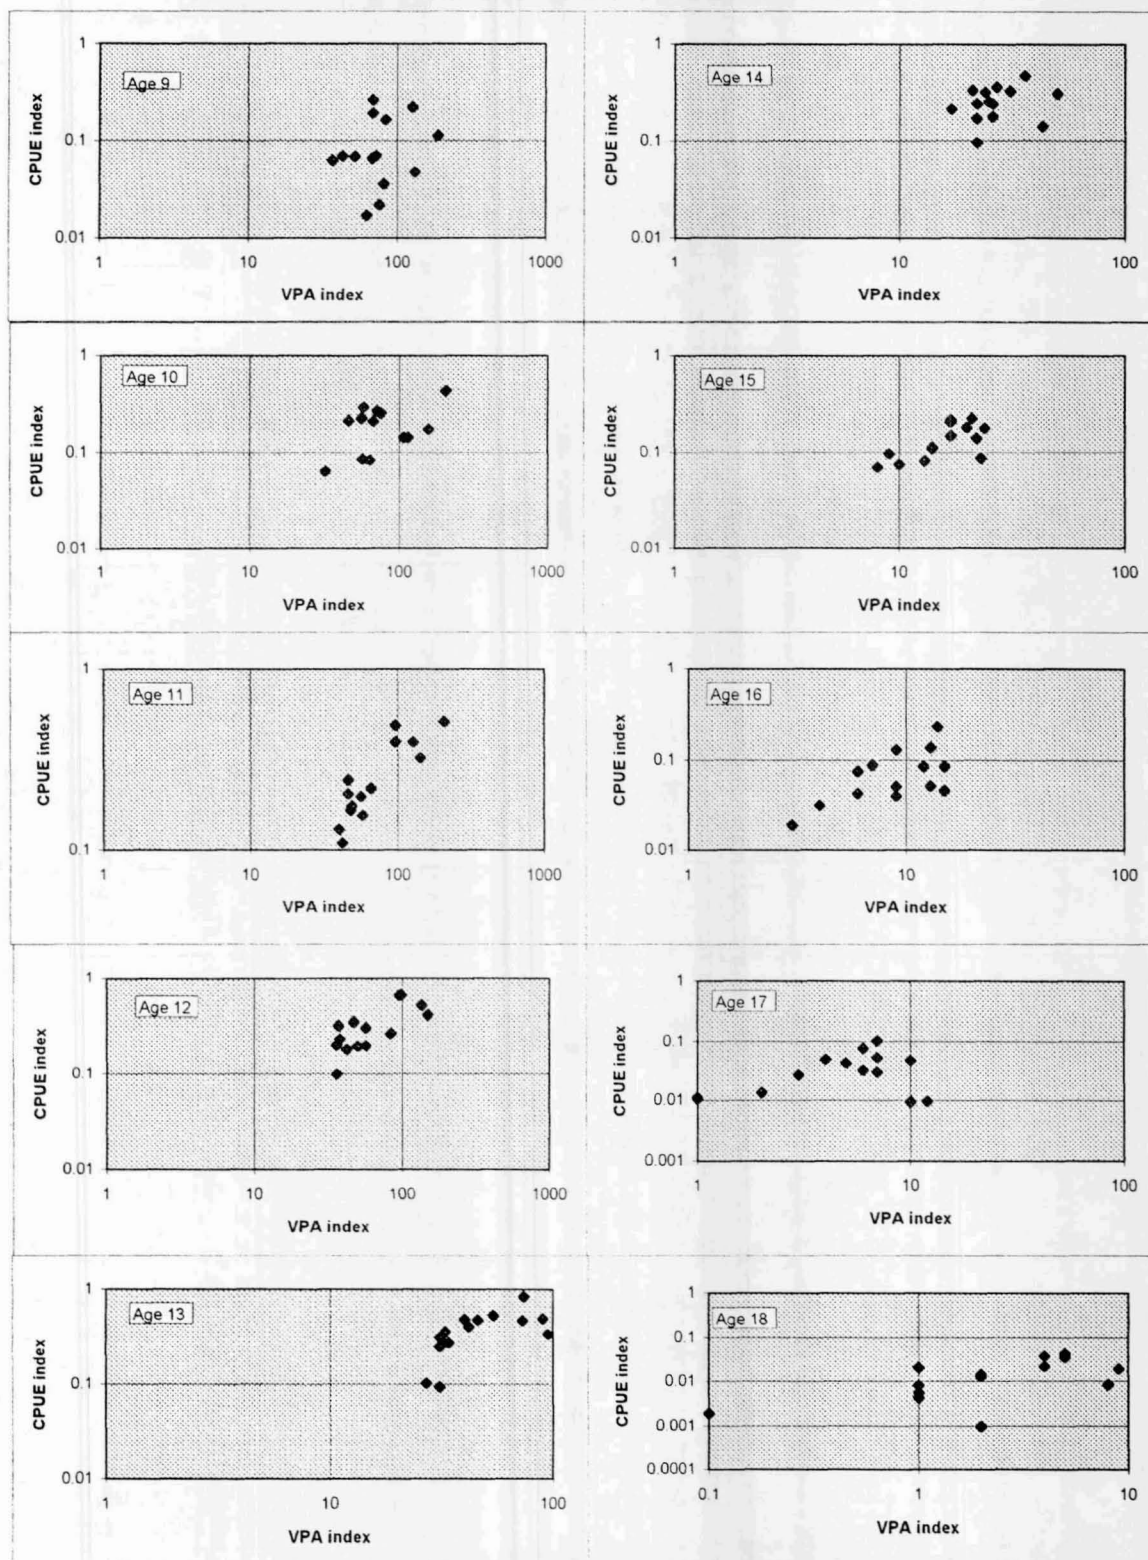 Age 9
CPUE index
1
0.1
0.01
1 10 100 1000
VPA index
Age 14
CPUE index
1
0.1
0.01
1 10 100
VPA index
Age 10
CPUE index
1
0.1
0.01
1 10 100 1000
VPA index
Age 15
CPUE index
1
0.1
0.01
1 10 100
VPA index
Age 11
CPUE index
1
0.1
1 10 100 1000
VPA index
Age 16
CPUE index
1
0.1
0.01
1 10 100
VPA index
Age 12
CPUE index
1
0.1
0.01
1 10 100 1000
VPA index
Age 17
CPUE index
1
0.1
0.01
0.001
1 10 100
VPA index
Age 13
CPUE index
1
0.1
0.01
1 10 100
VPA index
Age 18
CPUE index
1
0.1
0.01
0.001
0.0001
0.1 1 10
VPA index